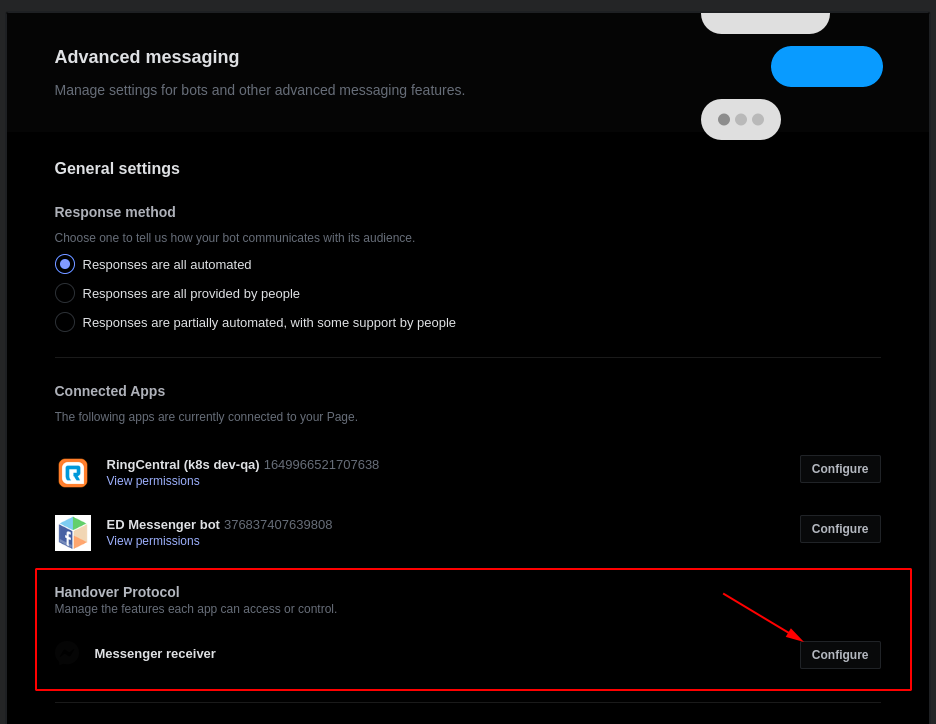 Advanced messaging
Manage settings for bots and other advanced messaging features.
General settings
Response method
Choose one to tell us how your bot communicates with its audience.
Responses are all automated
Responses are all provided by people
Responses are partially automated, with some support by people
Connected Apps
The following apps are currently connected to your Page.
RingCentral (k8s dev-qa) 1649966521707638
View permissions
Configure
ED Messenger bot 376837407639808
View permissions
Configure
Handover Protocol
Manage the features each app can access or control.
Messenger receiver
Configure